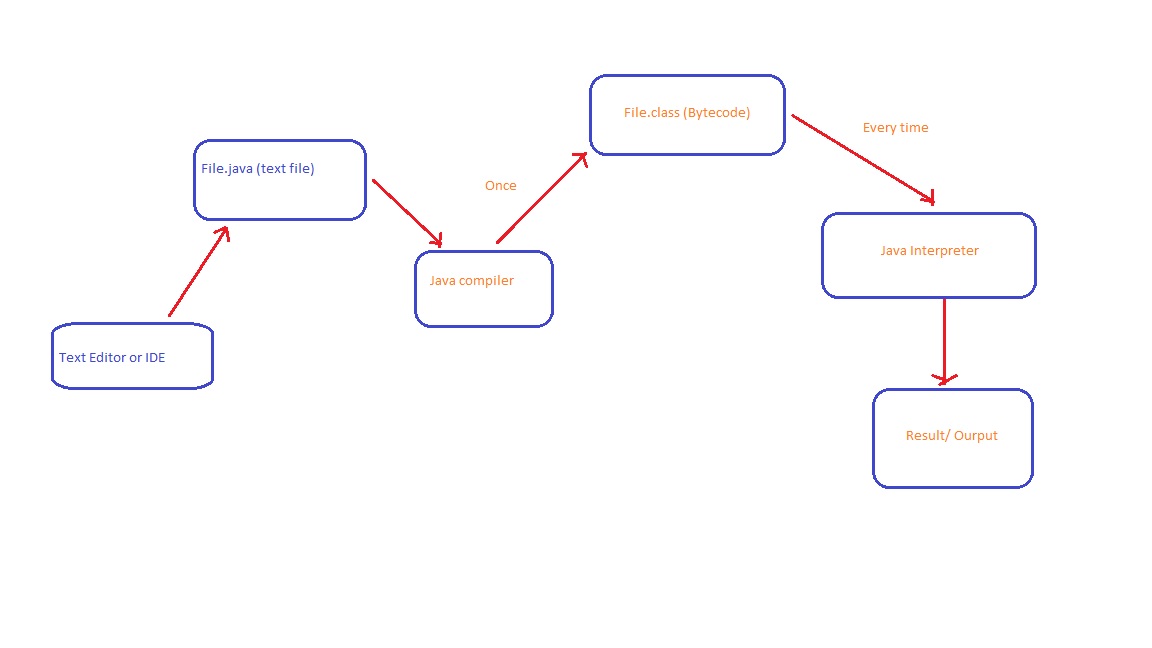 Text Editor or IDE
File.java (text file)
Java compiler
Once
File.class (Bytecode)
Every time
Java Interpreter
Result/ Ourput